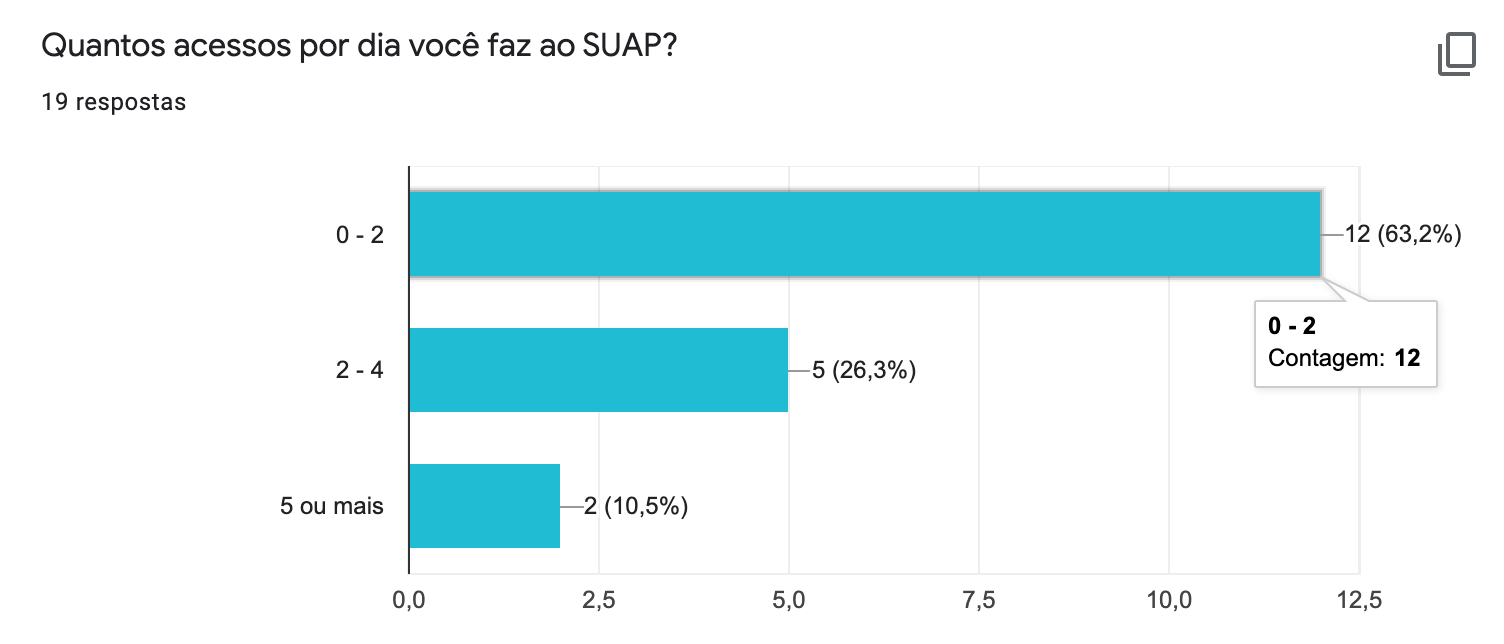 Quantos acessos por dia você faz ao SUAP?
19 respostas
0 - 2
12 (63,2%)
0 - 2
Contagem: 12
2 - 4
5 (26,3%)
5 ou mais
2 (10,5%)
0,0
2,5
5,0
7,5
10,0
12,5